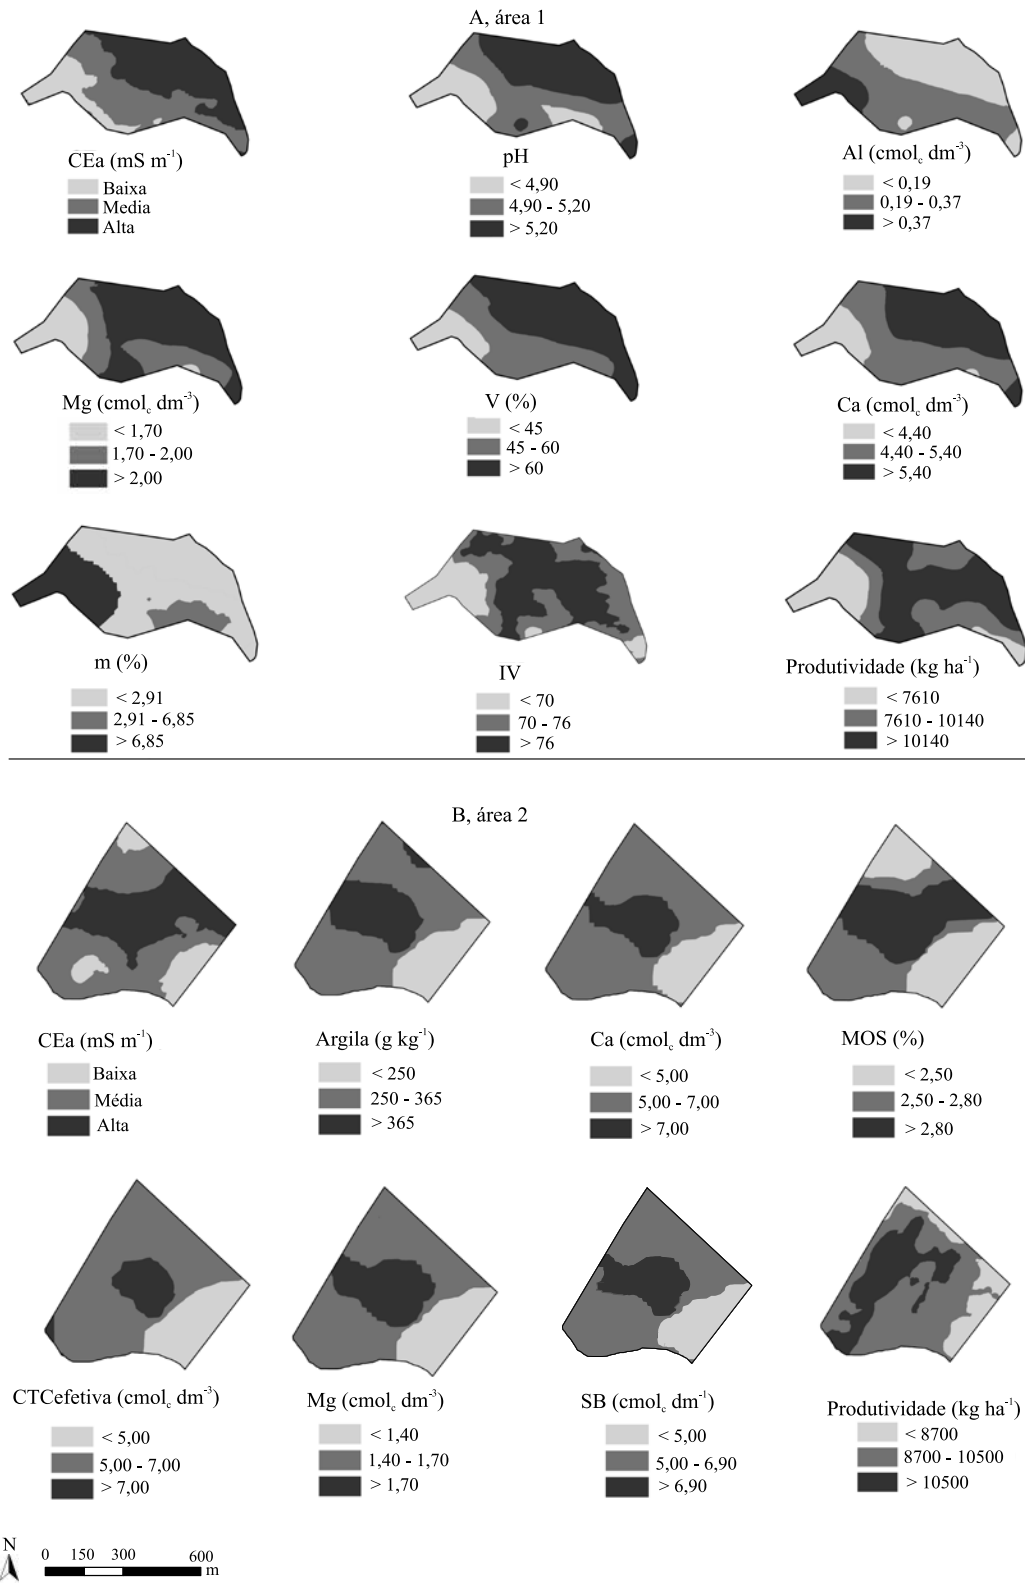 A, área 1
CEa (mS m⁻¹)
Baixa
Media
Alta
pH
< 4,90
4,90 - 5,20
> 5,20
Al (cmol꜀ dm⁻³)
< 0,19
0,19 - 0,37
> 0,37
Mg (cmol꜀ dm⁻³)
< 1,70
1,70 - 2,00
> 2,00
V (%)
< 45
45 - 60
> 60
Ca (cmol꜀ dm⁻³)
< 4,40
4,40 - 5,40
> 5,40
m (%)
< 2,91
2,91 - 6,85
> 6,85
IV
< 70
70 - 76
> 76
Produtividade (kg ha⁻¹)
< 7610
7610 - 10140
> 10140
B, área 2
CEa (mS m⁻¹)
Baixa
Média
Alta
Argila (g kg⁻¹)
< 250
250 - 365
> 365
Ca (cmol꜀ dm⁻³)
< 5,00
5,00 - 7,00
> 7,00
MOS (%)
< 2,50
2,50 - 2,80
> 2,80
CTCefetiva (cmol꜀ dm⁻³)
< 5,00
5,00 - 7,00
> 7,00
Mg (cmol꜀ dm⁻³)
< 1,40
1,40 - 1,70
> 1,70
SB (cmol꜀ dm⁻¹)
< 5,00
5,00 - 6,90
> 6,90
Produtividade (kg ha⁻¹)
< 8700
8700 - 10500
> 10500
N
0 150 300 600
m